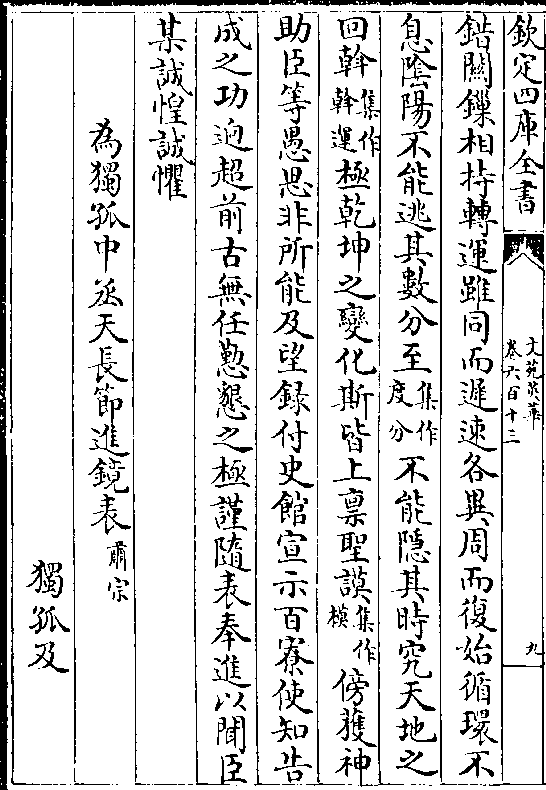 欽定四庫全書
文苑英華
卷六百十三
九
錯關鏁相持轉運雖同而遲速各異周而復始循環不
息陰陽不能逃其數分至集作度分不能隱其時究天地之
回斡集作斡運極乾坤之變化斯皆上稟聖謨集作模傍獲神
助臣等愚思非所能及望録付史館宣示百寮使知告
成之功逈超前古無任懃懇之極謹隨表奉進以聞臣
某誠惶誠懼
為獨孤中丞天長節進鏡表肅宗
獨孤及